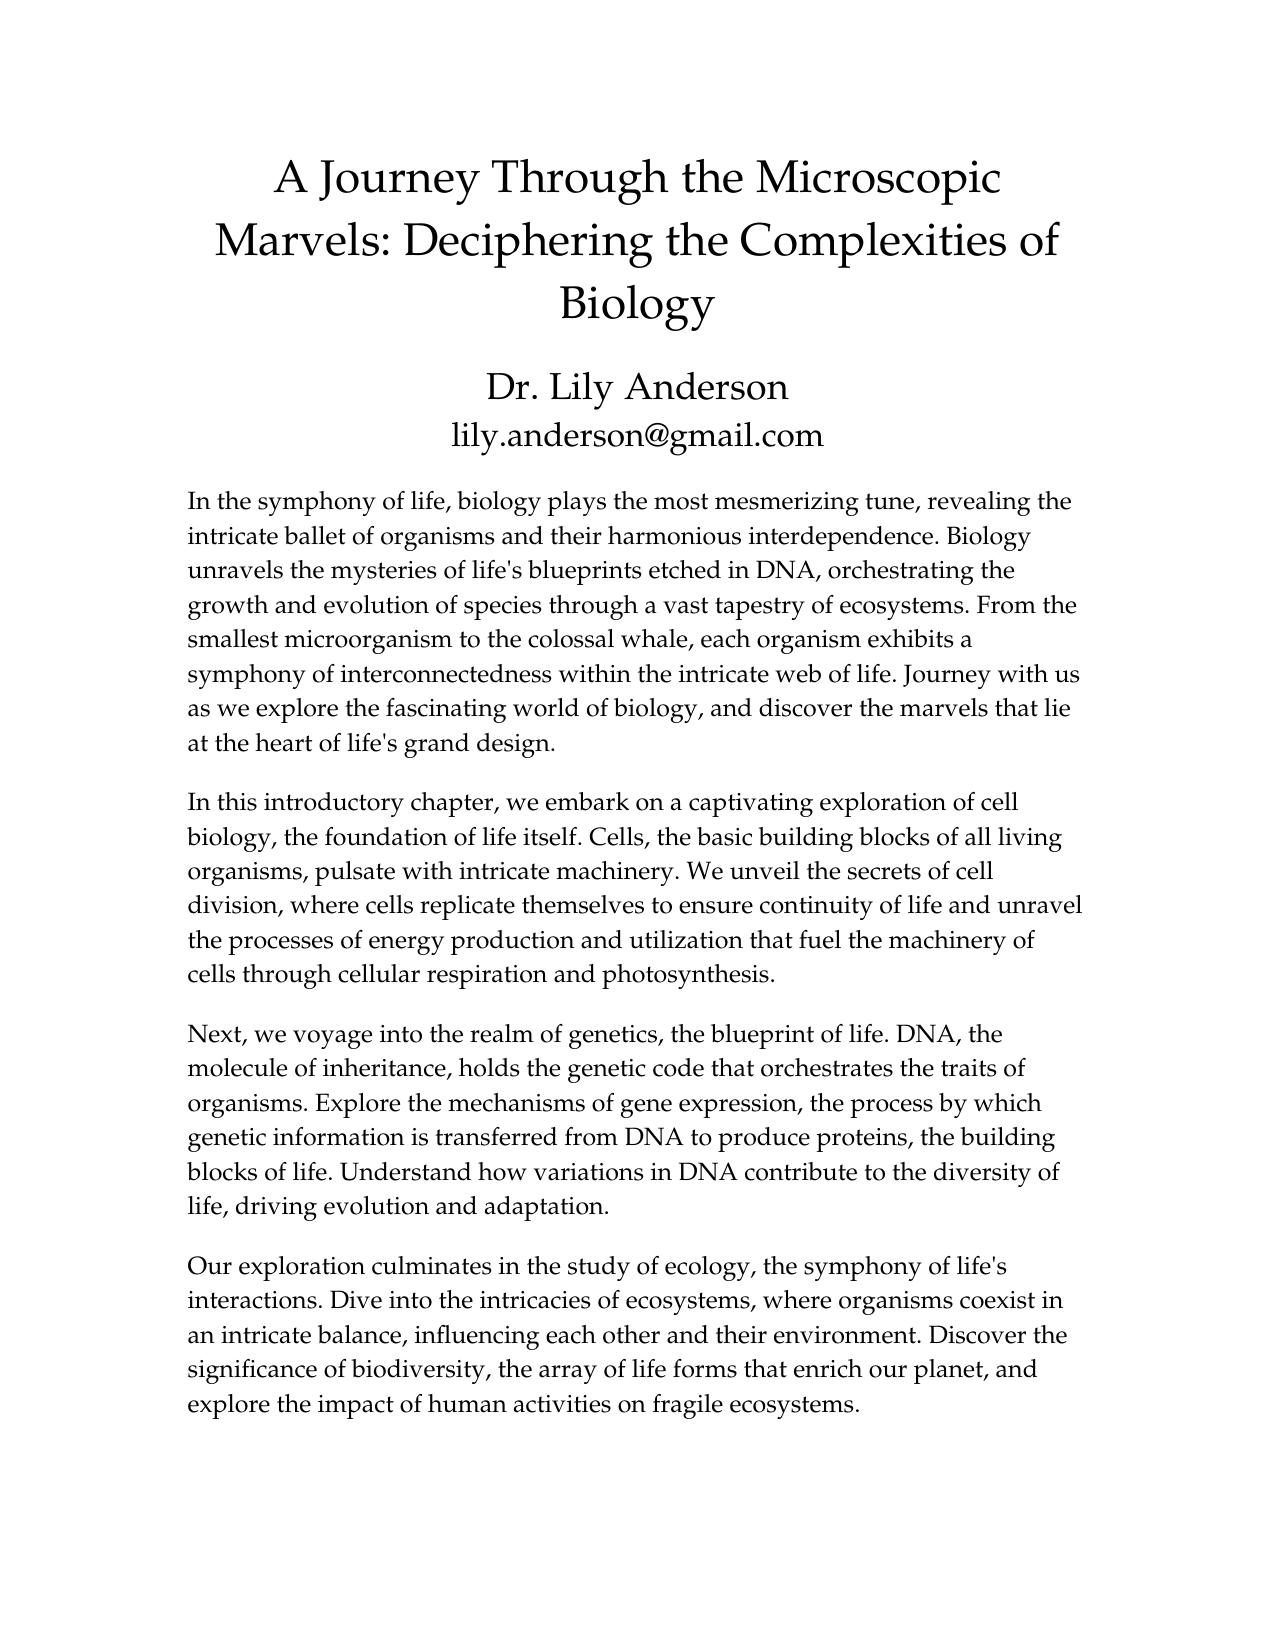 A Journey Through the Microscopic
Marvels: Deciphering the Complexities of
Biology
Dr. Lily Anderson
lily.anderson@gmail.com
In the symphony of life, biology plays the most mesmerizing tune, revealing the
intricate ballet of organisms and their harmonious interdependence. Biology
unravels the mysteries of life's blueprints etched in DNA, orchestrating the
growth and evolution of species through a vast tapestry of ecosystems. From the
smallest microorganism to the colossal whale, each organism exhibits a
symphony of interconnectedness within the intricate web of life. Journey with us
as we explore the fascinating world of biology, and discover the marvels that lie
at the heart of life's grand design.
In this introductory chapter, we embark on a captivating exploration of cell
biology, the foundation of life itself. Cells, the basic building blocks of all living
organisms, pulsate with intricate machinery. We unveil the secrets of cell
division, where cells replicate themselves to ensure continuity of life and unravel
the processes of energy production and utilization that fuel the machinery of
cells through cellular respiration and photosynthesis.
Next, we voyage into the realm of genetics, the blueprint of life. DNA, the
molecule of inheritance, holds the genetic code that orchestrates the traits of
organisms. Explore the mechanisms of gene expression, the process by which
genetic information is transferred from DNA to produce proteins, the building
blocks of life. Understand how variations in DNA contribute to the diversity of
life, driving evolution and adaptation.
Our exploration culminates in the study of ecology, the symphony of life's
interactions. Dive into the intricacies of ecosystems, where organisms coexist in
an intricate balance, influencing each other and their environment. Discover the
significance of biodiversity, the array of life forms that enrich our planet, and
explore the impact of human activities on fragile ecosystems.